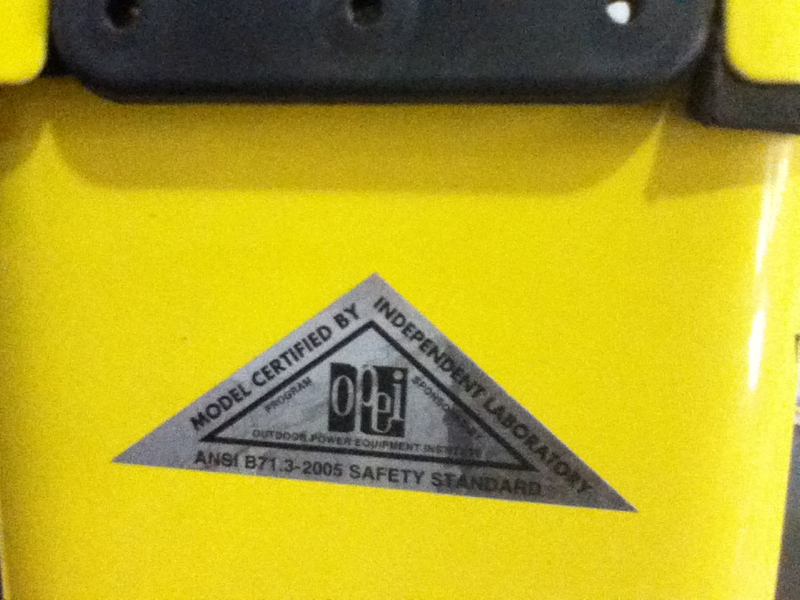 MODEL CERTIFIED BY INDEPENDENT LABORATORY
PROGRAM
opei
SPONSORED BY
OUTDOOR POWER EQUIPMENT INSTITUTE
ANSI B71.3-2005 SAFETY STANDARD